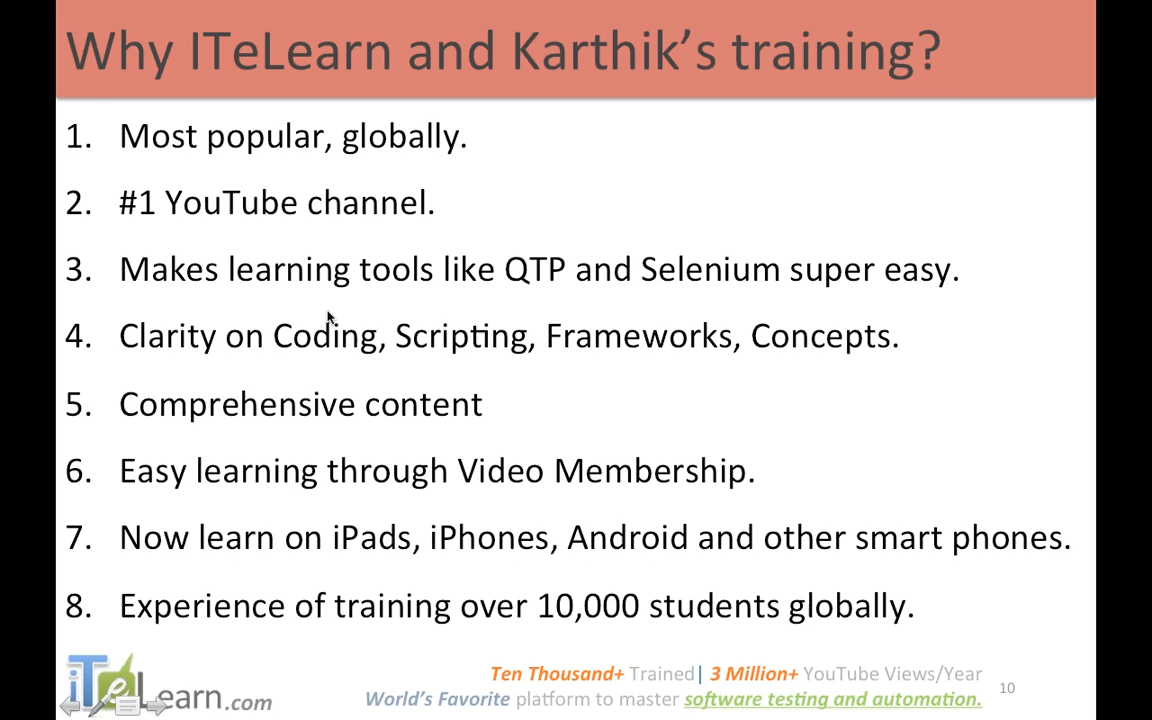 Why ITeLearn and Karthik’s training?
1. Most popular, globally.
2. #1 YouTube channel.
3. Makes learning tools like QTP and Selenium super easy.
4. Clarity on Coding, Scripting, Frameworks, Concepts.
5. Comprehensive content
6. Easy learning through Video Membership.
7. Now learn on iPads, iPhones, Android and other smart phones.
8. Experience of training over 10,000 students globally.
iTeLearn.com
Ten Thousand+ Trained| 3 Million+ YouTube Views/Year
World’s Favorite platform to master software testing and automation.
10